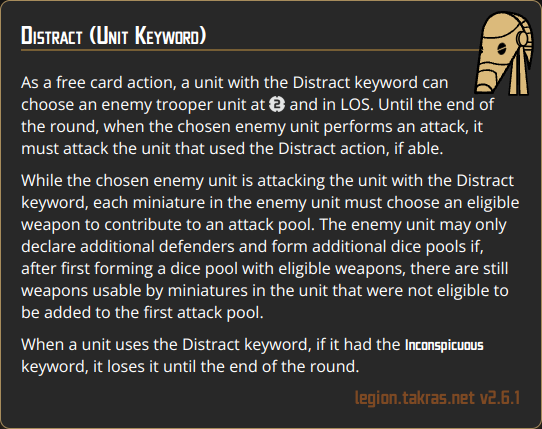 Distract (Unit Keyword)
As a free card action, a unit with the Distract keyword can
choose an enemy trooper unit at 2 and in LOS. Until the end of
the round, when the chosen enemy unit performs an attack, it
must attack the unit that used the Distract action, if able.
While the chosen enemy unit is attacking the unit with the Distract
keyword, each miniature in the enemy unit must choose an eligible
weapon to contribute to an attack pool. The enemy unit may only
declare additional defenders and form additional dice pools if,
after first forming a dice pool with eligible weapons, there are still
weapons usable by miniatures in the unit that were not eligible to
be added to the first attack pool.
When a unit uses the Distract keyword, if it had the Inconspicuous
keyword, it loses it until the end of the round.
legion.takras.net v2.6.1